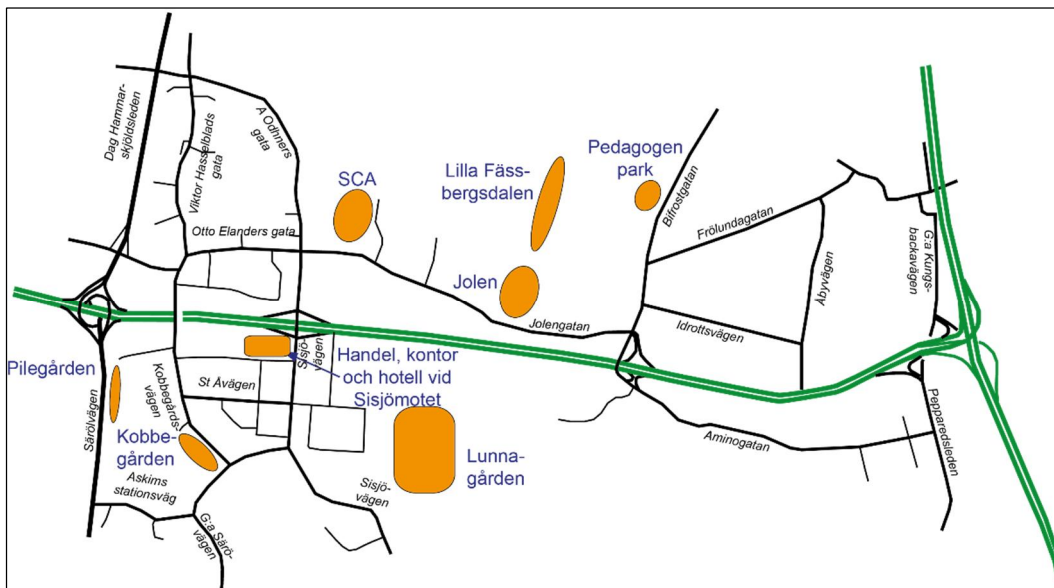 Dag Hammar-
skjöldsleden
Viktor Hasselblads
gata
A Odhners
gata
SCA
Otto Elanders gata
Lilla Fäss-
bergsdalen
Pedagogen
park
Bifrostgatan
Frölundagatan
Åbyvägen
G:a Kungs-
backavägen
Jolen
Jolengatan
Idrottsvägen
Pilegården
Särölvägen
Kobbegårds-
vägen
St Åvägen
Sisjö-
vägen
Handel, kontor
och hotell vid
Sisjömotet
Kobbe-
gården
Askims
stationsväg
G:a Särö-
vägen
Sisjö-
vägen
Lunna-
gården
Aminogatan
Pepparedsleden